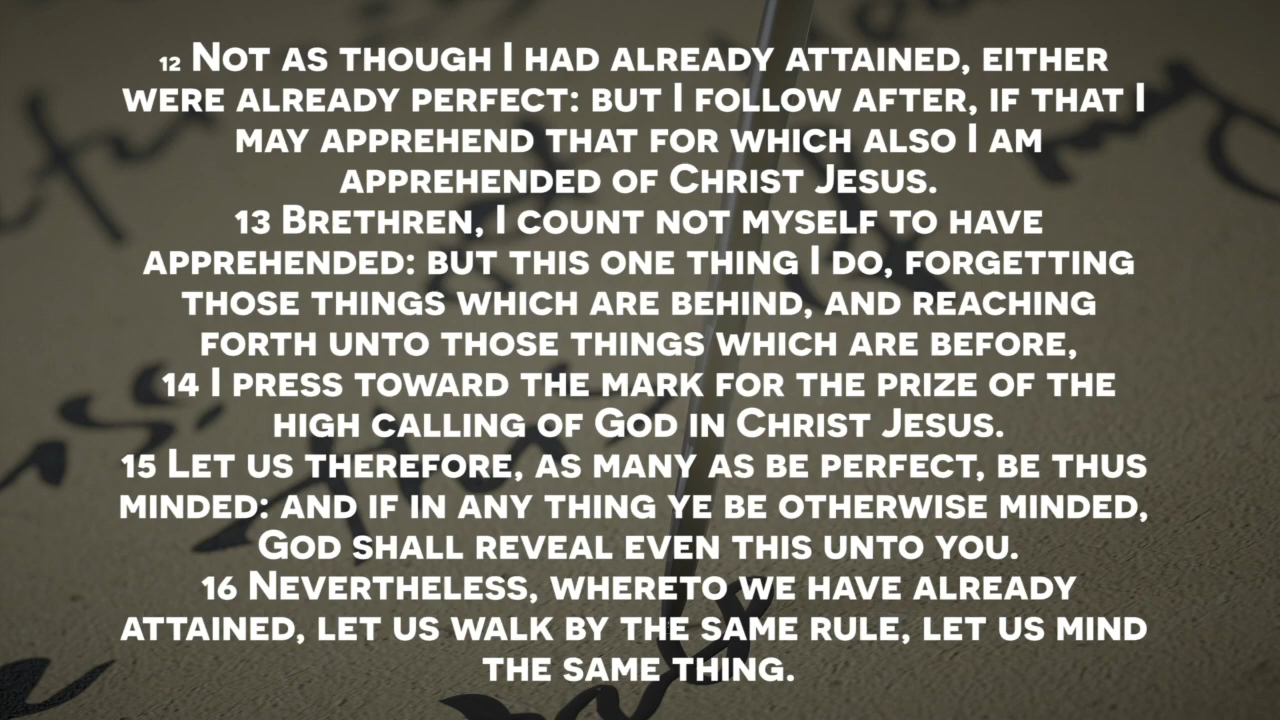 12 Not as though I had already attained, either
were already perfect: but I follow after, if that I
may apprehend that for which also I am
apprehended of Christ Jesus.
13 Brethren, I count not myself to have
apprehended: but this one thing I do, forgetting
those things which are behind, and reaching
forth unto those things which are before,
14 I press toward the mark for the prize of the
high calling of God in Christ Jesus.
15 Let us therefore, as many as be perfect, be thus
minded: and if in any thing ye be otherwise minded,
God shall reveal even this unto you.
16 Nevertheless, whereto we have already
attained, let us walk by the same rule, let us mind
the same thing.